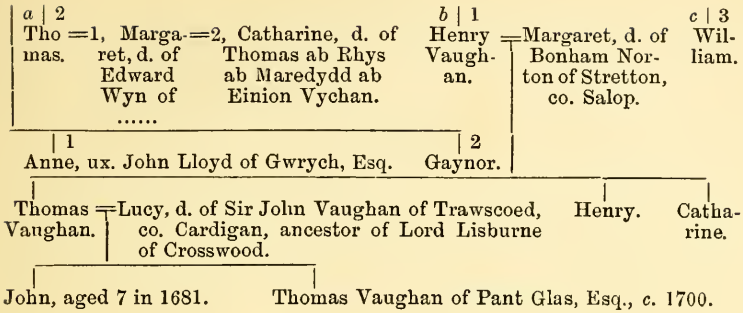 a | 2 b | 1 c | 3
Tho =1, Marga-=2, Catharine, d. of Henry =Margaret, d. of Wil-
mas. ret, d. of Thomas ab Rhys Vaugh- Bonham Nor- liam.
Edward ab Maredydd ab an. ton of Stretton,
Wyn of Einion Vychan. co. Salop.
......
| 1 | 2
Anne, ux. John Lloyd of Gwrych, Esq. Gaynor.
Thomas =Lucy, d. of Sir John Vaughan of Trawscoed, Henry. Catha-
Vaughan. co. Cardigan, ancestor of Lord Lisburne rine.
of Crosswood.
John, aged 7 in 1681. Thomas Vaughan of Pant Glas, Esq., c. 1700.